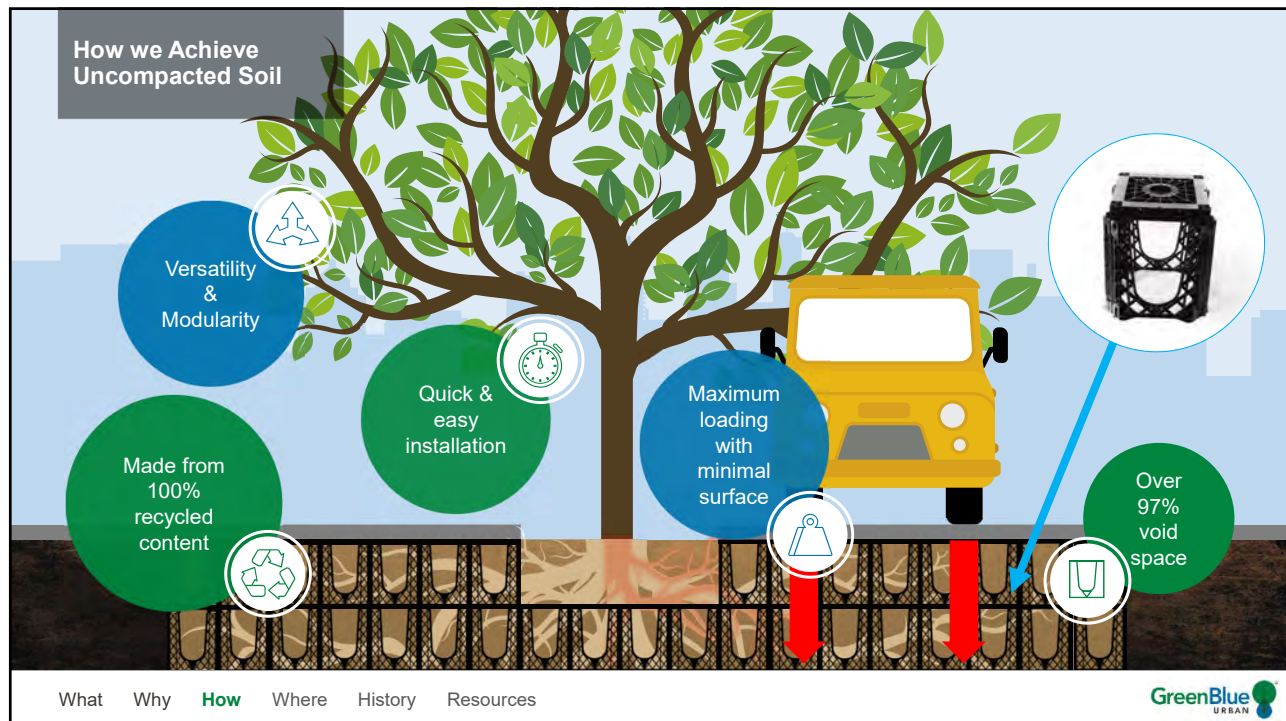 How we Achieve
Uncompacted Soil
Versatility
&
Modularity
Quick &
easy
installation
Maximum
loading
with
minimal
surface
Made from
100%
recycled
content
Over
97%
void
space
What Why How Where History Resources
GreenBlue
URBAN